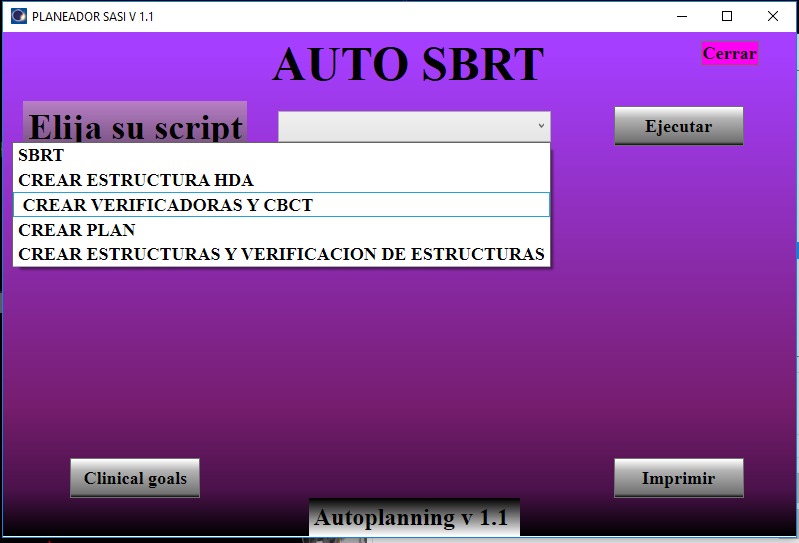 PLANEADOR SASI V 1.1
AUTO SBRT
Cerrar
Elija su script
Ejecutar
SBRT
CREAR ESTRUCTURA HDA
CREAR VERIFICADORAS Y CBCT
CREAR PLAN
CREAR ESTRUCTURAS Y VERIFICACION DE ESTRUCTURAS
Clinical goals
Imprimir
Autoplanning v 1.1